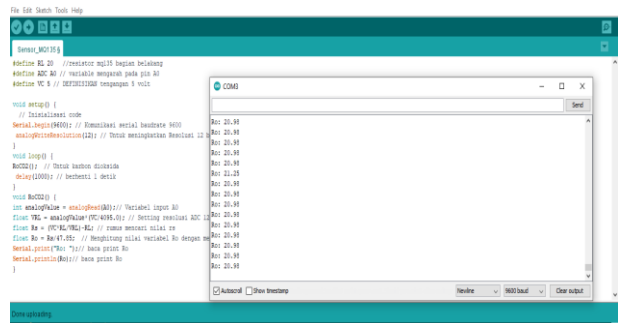 File Edit Sketch Tools Help
Sensor_MQ135 §
#define RL 20 //resistor mq135 bagian belakang
#define ADC A0 // variable mengarah pada pin A0
#define VC 5 // DEFINISIKAN tengangan 5 volt
void setup() {
// Inisialisasi code
Serial.begin(9600); // Komunikasi serial baudrate 9600
analogWriteResolution(12); // Untuk meningkatkan Resolusi 12 b
}
void loop() {
RoCO2(); // Untuk karbon dioksida
delay(1000); // berhenti 1 detik
}
void RoCO2() {
int analogValue = analogRead(A0);// Variabel input A0
float VRL = analogValue*(VC/4095.0); // Setting resolusi ADC 12
float Rs = (VC*RL/VRL)-RL; // rumus mencari nilai rs
float Ro = Rs/47.85; // Menghitung nilai variabel Ro dengan me
Serial.print("Ro: ");// baca print Ro
Serial.println(Ro);// baca print Ro
}
COM3
Send
Ro: 20.98
Ro: 20.98
Ro: 20.98
Ro: 20.98
Ro: 20.98
Ro: 21.25
Ro: 20.98
Ro: 20.98
Ro: 20.98
Ro: 20.98
Ro: 20.98
Ro: 20.98
Ro: 20.98
Ro: 20.98
Autoscroll Show timestamp
Newline
9600 baud
Clear output
Done uploading.